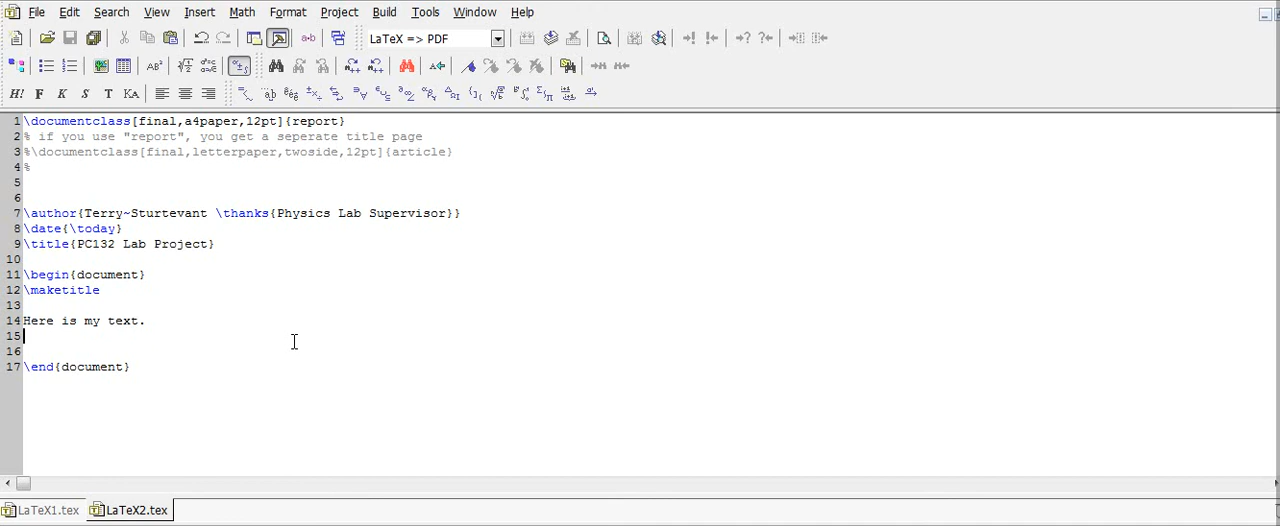 File Edit Search View Insert Math Format Project Build Tools Window Help
LaTeX => PDF
H! F K S T KA
1 \documentclass[final,a4paper,12pt]{report}
2 % if you use "report", you get a seperate title page
3 %\documentclass[final,letterpaper,twoside,12pt]{article}
4 %
5
6
7 \author{Terry~Sturtevant \thanks{Physics Lab Supervisor}}
8 \date{\today}
9 \title{PC132 Lab Project}
10
11 \begin{document}
12 \maketitle
13
14 Here is my text.
15
16
17 \end{document}
LaTeX1.tex LaTeX2.tex